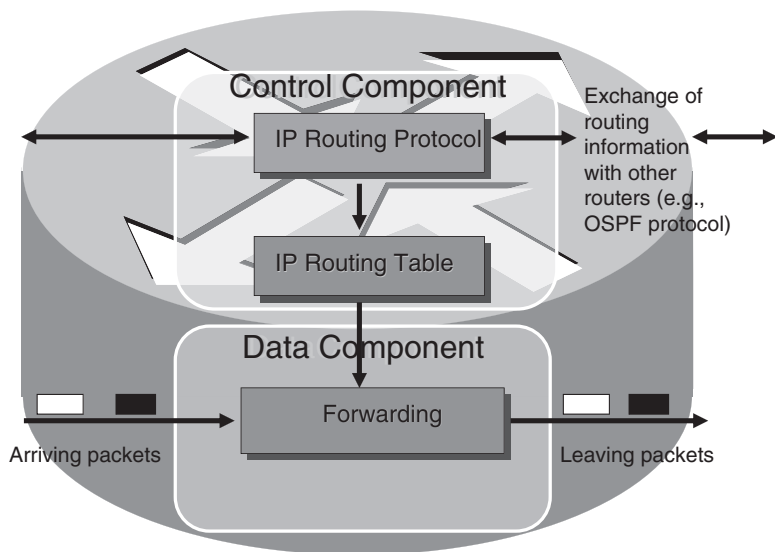 Control Component
IP Routing Protocol
Exchange of
routing
information
with other
routers (e.g.,
OSPF protocol)
IP Routing Table
Data Component
Forwarding
Arriving packets
Leaving packets